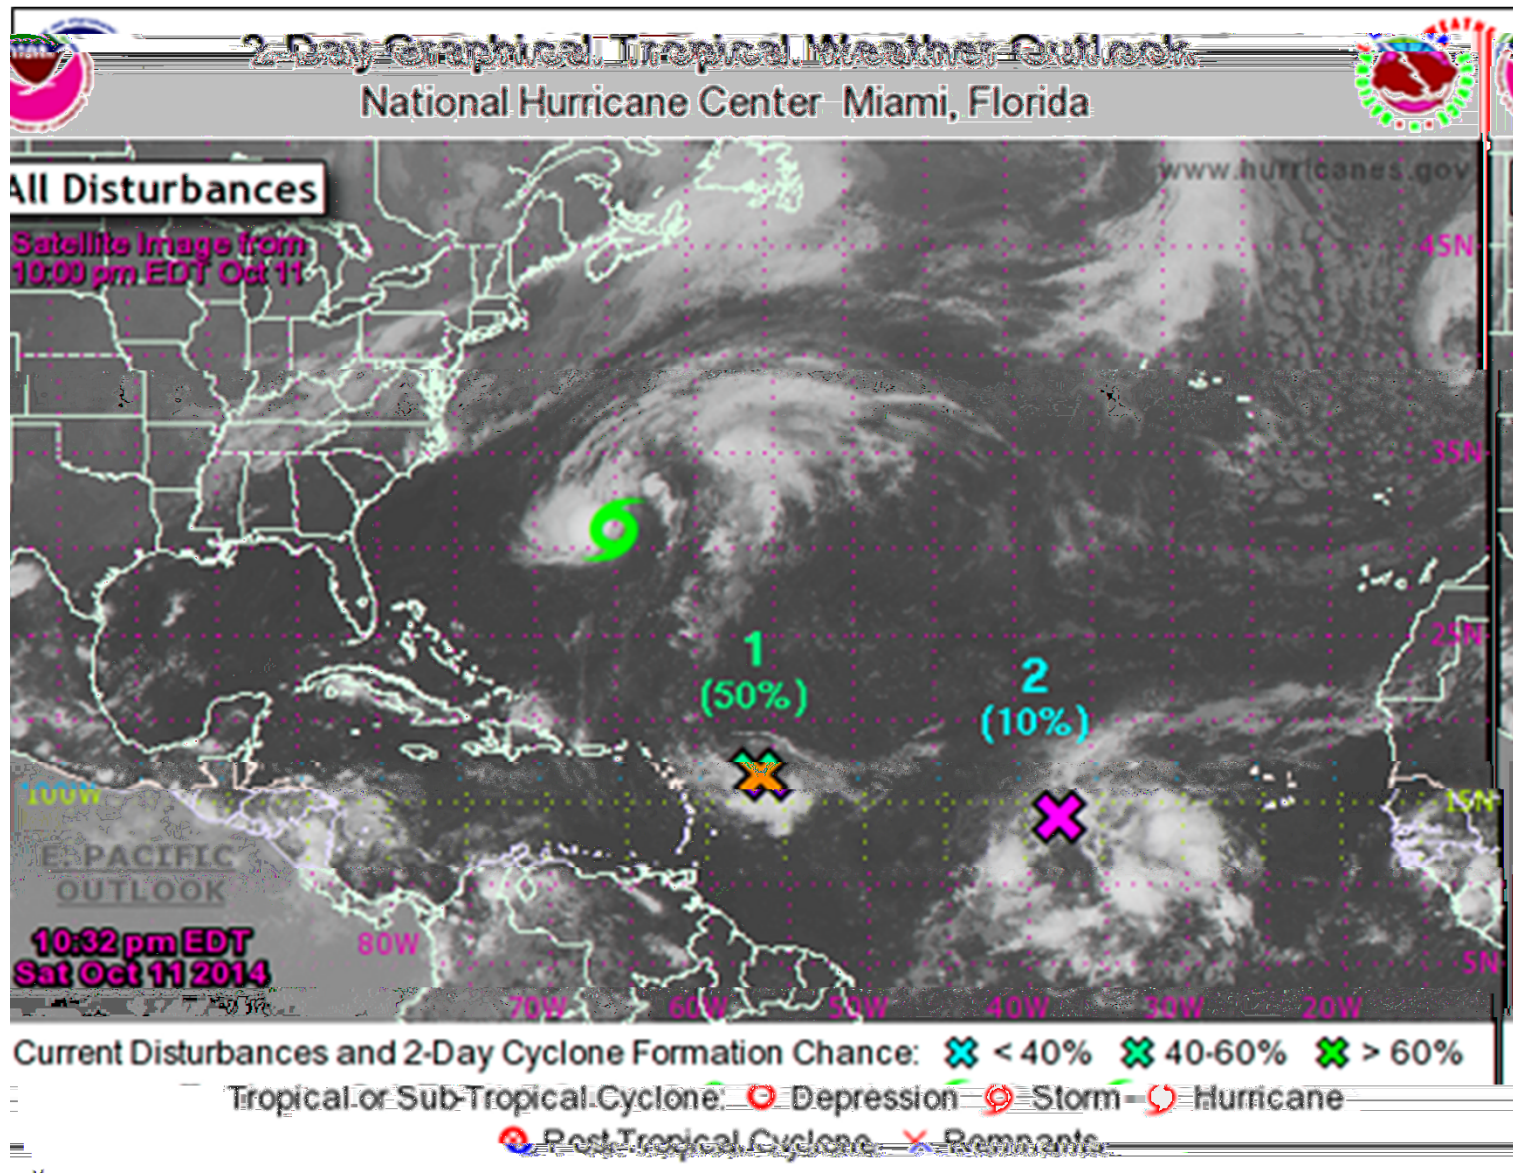 2-Day Graphical Tropical Weather Outlook
National Hurricane Center Miami, Florida
www.hurricanes.gov
All Disturbances
Satellite Image from
10:00 pm EDT Oct 11
45N
35N
25N
15N
5N
1
(50%)
2
(10%)
100W
E. PACIFIC
OUTLOOK
10:32 pm EDT
Sat Oct 11 2014
80W
70W 60W 50W 40W 30W 20W
Current Disturbances and 2-Day Cyclone Formation Chance: < 40% 40-60% > 60%
Tropical or Sub-Tropical Cyclone: Depression Storm Hurricane
Post-Tropical Cyclone Remnants